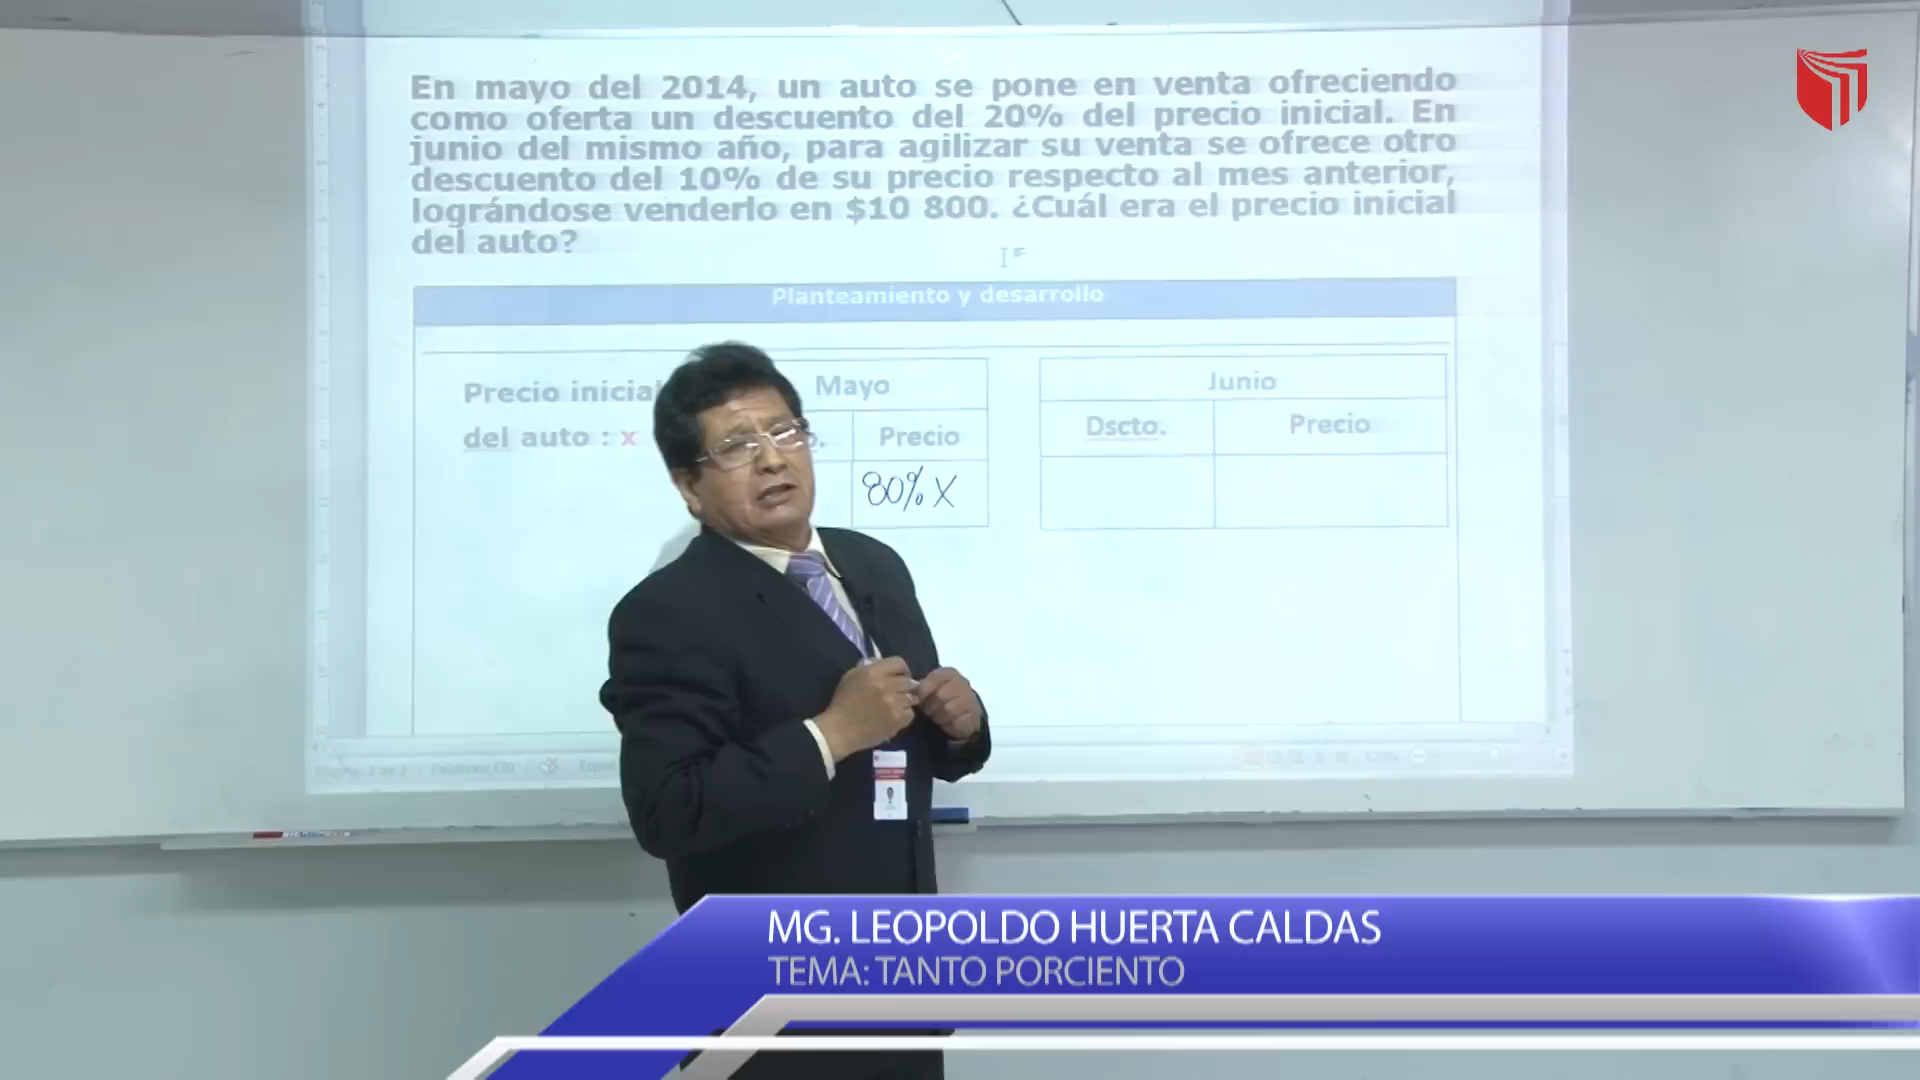 En mayo del 2014, un auto se pone en venta ofreciendo
como oferta un descuento del 20% del precio inicial. En
junio del mismo año, para agilizar su venta se ofrece otro
descuento del 10% de su precio respecto al mes anterior,
lográndose venderlo en $10 800. ¿Cuál era el precio inicial
del auto?
Planteamiento y desarrollo
Precio inicial
del auto : x
Mayo
Precio
80% X
Junio
Dscto.
Precio
MG. LEOPOLDO HUERTA CALDAS
TEMA: TANTO PORCIENTO